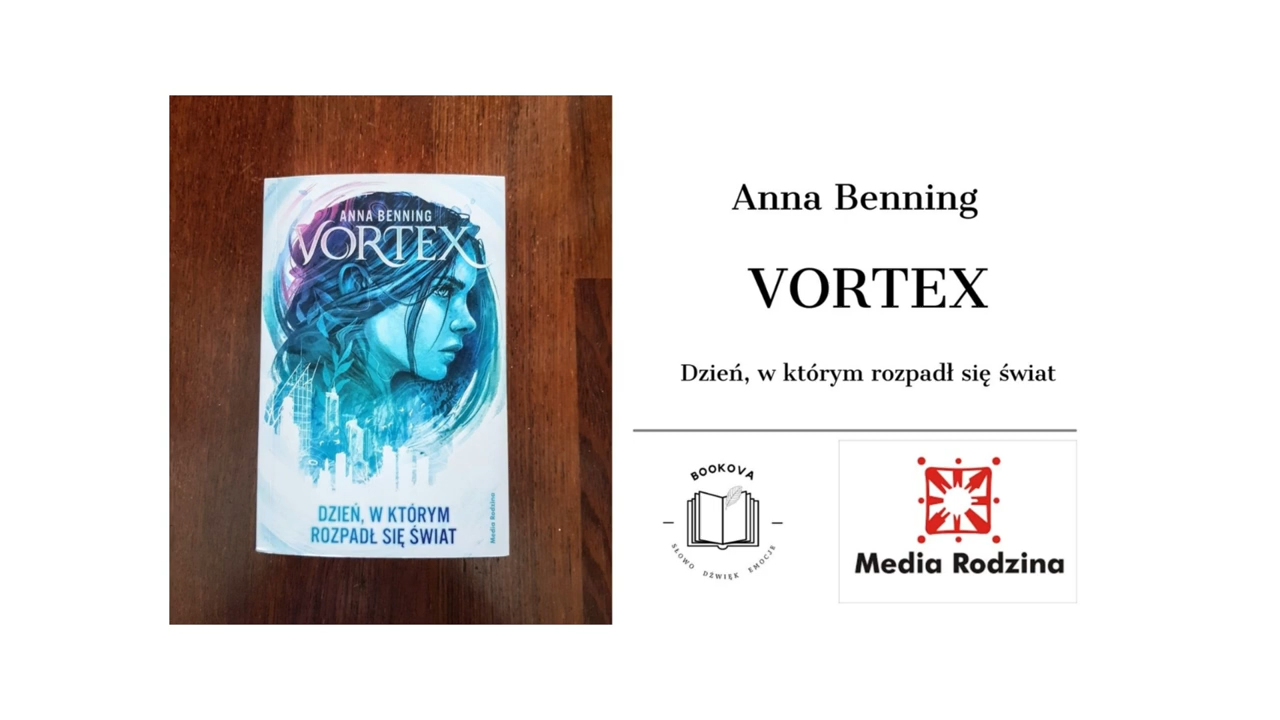 ANNA BENNING
VORTEX
DZIEŃ, W KTÓRYM
ROZPADŁ SIĘ ŚWIAT
Media Rodzina
Anna Benning
VORTEX
Dzień, w którym rozpadł się świat
BOOKOVA
SŁOWO DŹWIĘK EMOCJE
Media Rodzina